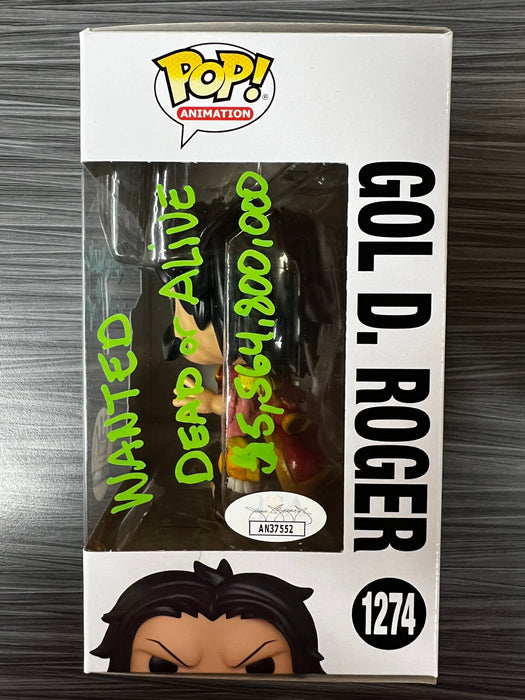 POP!
ANIMATION
GOL D. ROGER
1274
WANTED
DEAD or ALIVE
$5,564,800,000
AN37552